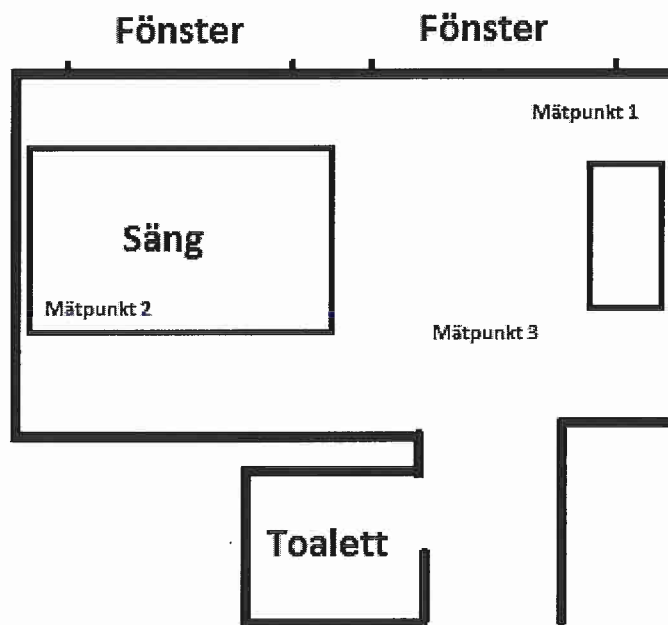 Fönster
Fönster
Mätpunkt 1
Säng
Mätpunkt 2
Mätpunkt 3
Toalett